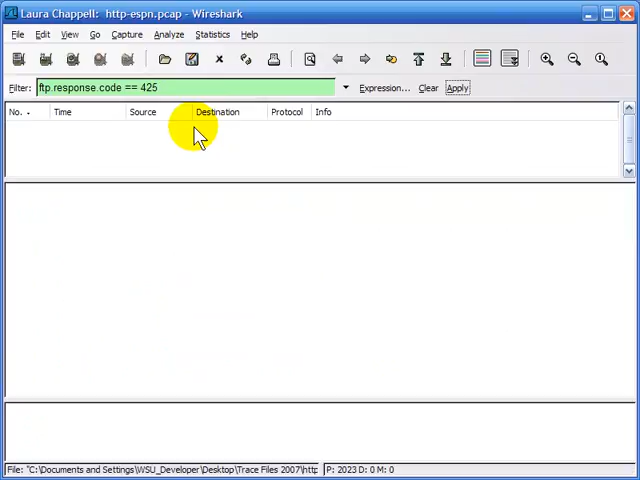 Laura Chappell: http-espn.pcap - Wireshark
File Edit View Go Capture Analyze Statistics Help
Filter: ftp.response.code == 425 Expression... Clear Apply
No. Time Source Destination Protocol Info
File: "C:\Documents and Settings\WSU_Developer\Desktop\Trace Files 2007\http P: 2023 D: 0 M: 0